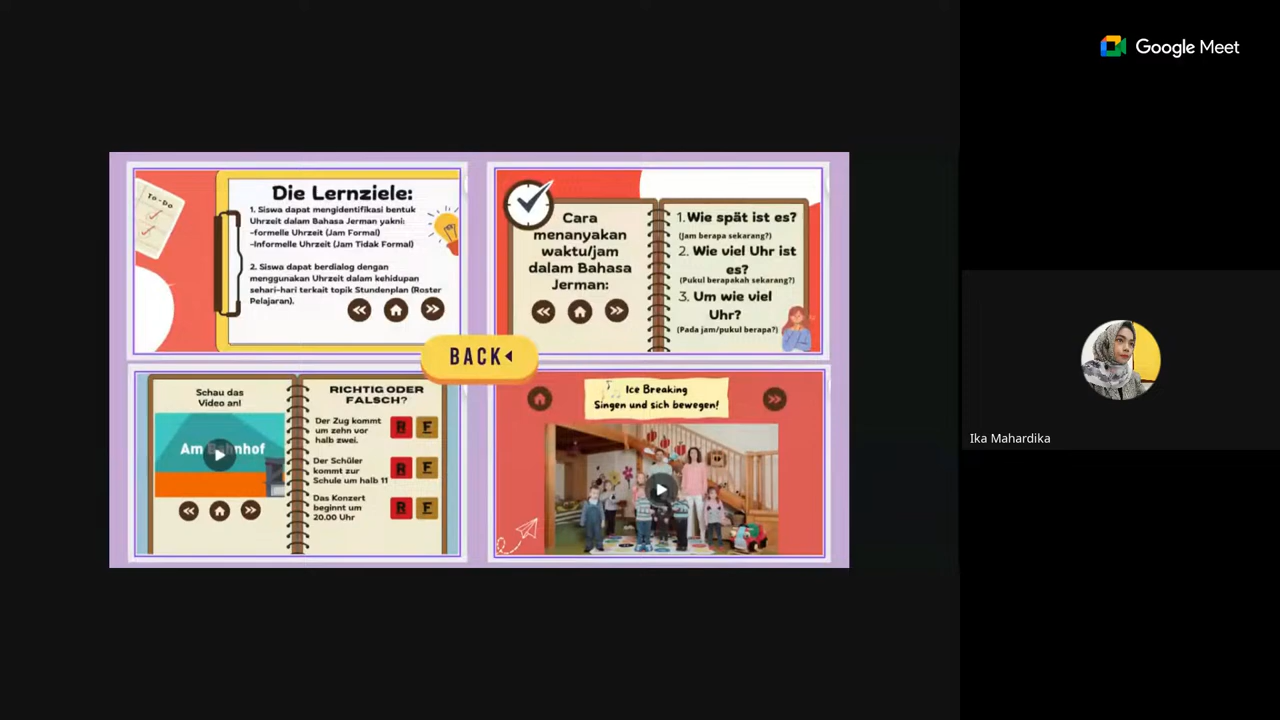 Google Meet
To-Do
Die Lernziele:
1. Siswa dapat mengidentifikasi bentuk
Uhrzeit dalam Bahasa Jerman yakni:
-formelle Uhrzeit (Jam Formal)
-Informelle Uhrzeit (Jam Tidak Formal)
2. Siswa dapat berdialog dengan
menggunakan Uhrzeit dalam kehidupan
sehari-hari terkait topik Stundenplan (Roster
Pelajaran).
Cara
menanyakan
waktu/jam
dalam Bahasa
Jerman:
1.Wie spät ist es?
(Jam berapa sekarang?)
2. Wie viel Uhr ist
es?
(Pukul berapakah sekarang?)
3. Um wie viel
Uhr?
(Pada jam/pukul berapa?)
BACK
Schau das
Video an!
Am Bahnhof
RICHTIG ODER
FALSCH?
Der Zug kommt
um zehn vor
halb zwei.
R F
Der Schüler
kommt zur
Schule um halb 11
R F
Das Konzert
beginnt um
20.00 Uhr
R F
Ice Breaking
Singen und sich bewegen!
Ika Mahardika